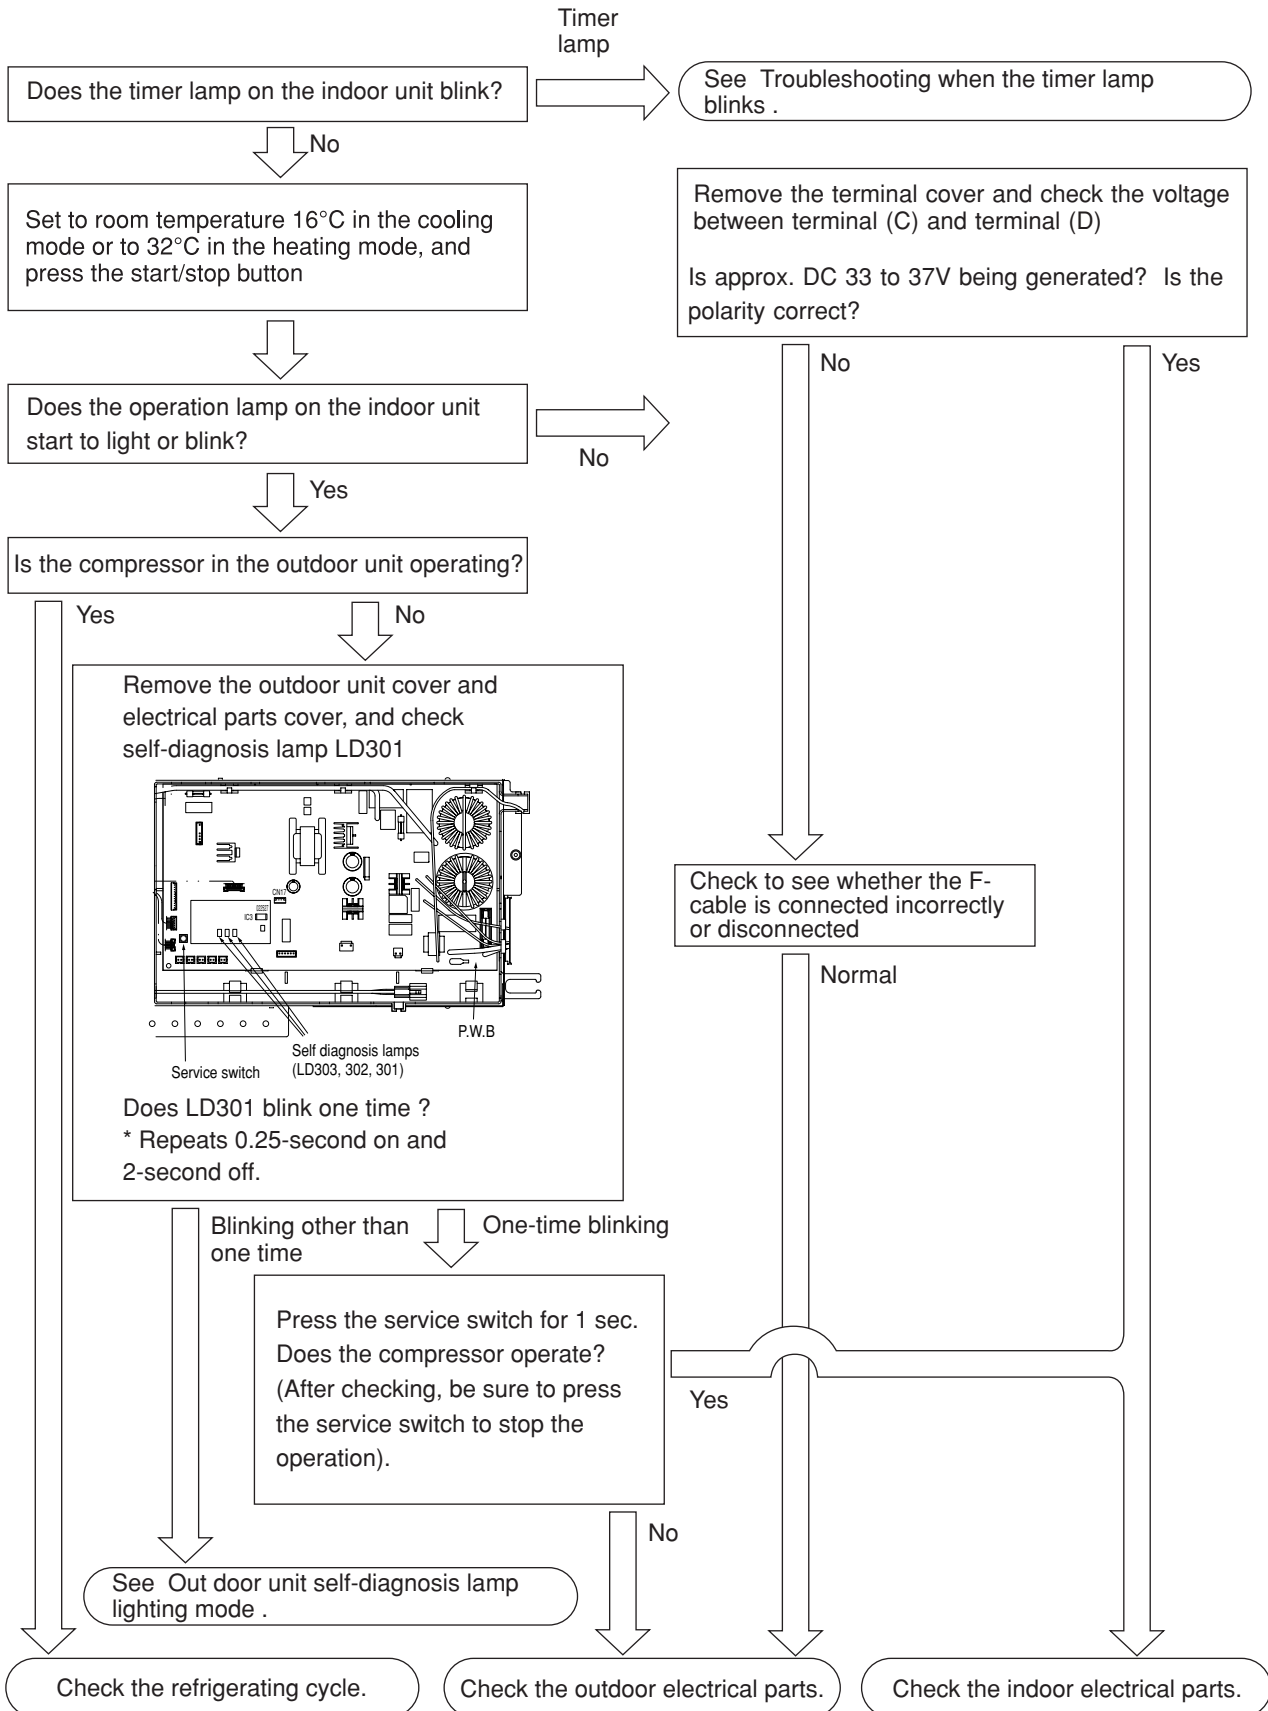 Timer
lamp
Does the timer lamp on the indoor unit blink?
See Troubleshooting when the timer lamp
blinks .
No
Set to room temperature 16°C in the cooling
mode or to 32°C in the heating mode, and
press the start/stop button
Remove the terminal cover and check the voltage
between terminal (C) and terminal (D)
Is approx. DC 33 to 37V being generated? Is the
polarity correct?
No
Yes
Does the operation lamp on the indoor unit
start to light or blink?
No
Yes
Is the compressor in the outdoor unit operating?
Yes
No
Remove the outdoor unit cover and
electrical parts cover, and check
self-diagnosis lamp LD301
CN17
IC3
P.W.B
Self diagnosis lamps
(LD303, 302, 301)
Service switch
Does LD301 blink one time ?
* Repeats 0.25-second on and
2-second off.
Check to see whether the F-
cable is connected incorrectly
or disconnected
Normal
Blinking other than
one time
One-time blinking
Press the service switch for 1 sec.
Does the compressor operate?
(After checking, be sure to press
the service switch to stop the
operation).
Yes
No
See Out door unit self-diagnosis lamp
lighting mode .
Check the refrigerating cycle.
Check the outdoor electrical parts.
Check the indoor electrical parts.